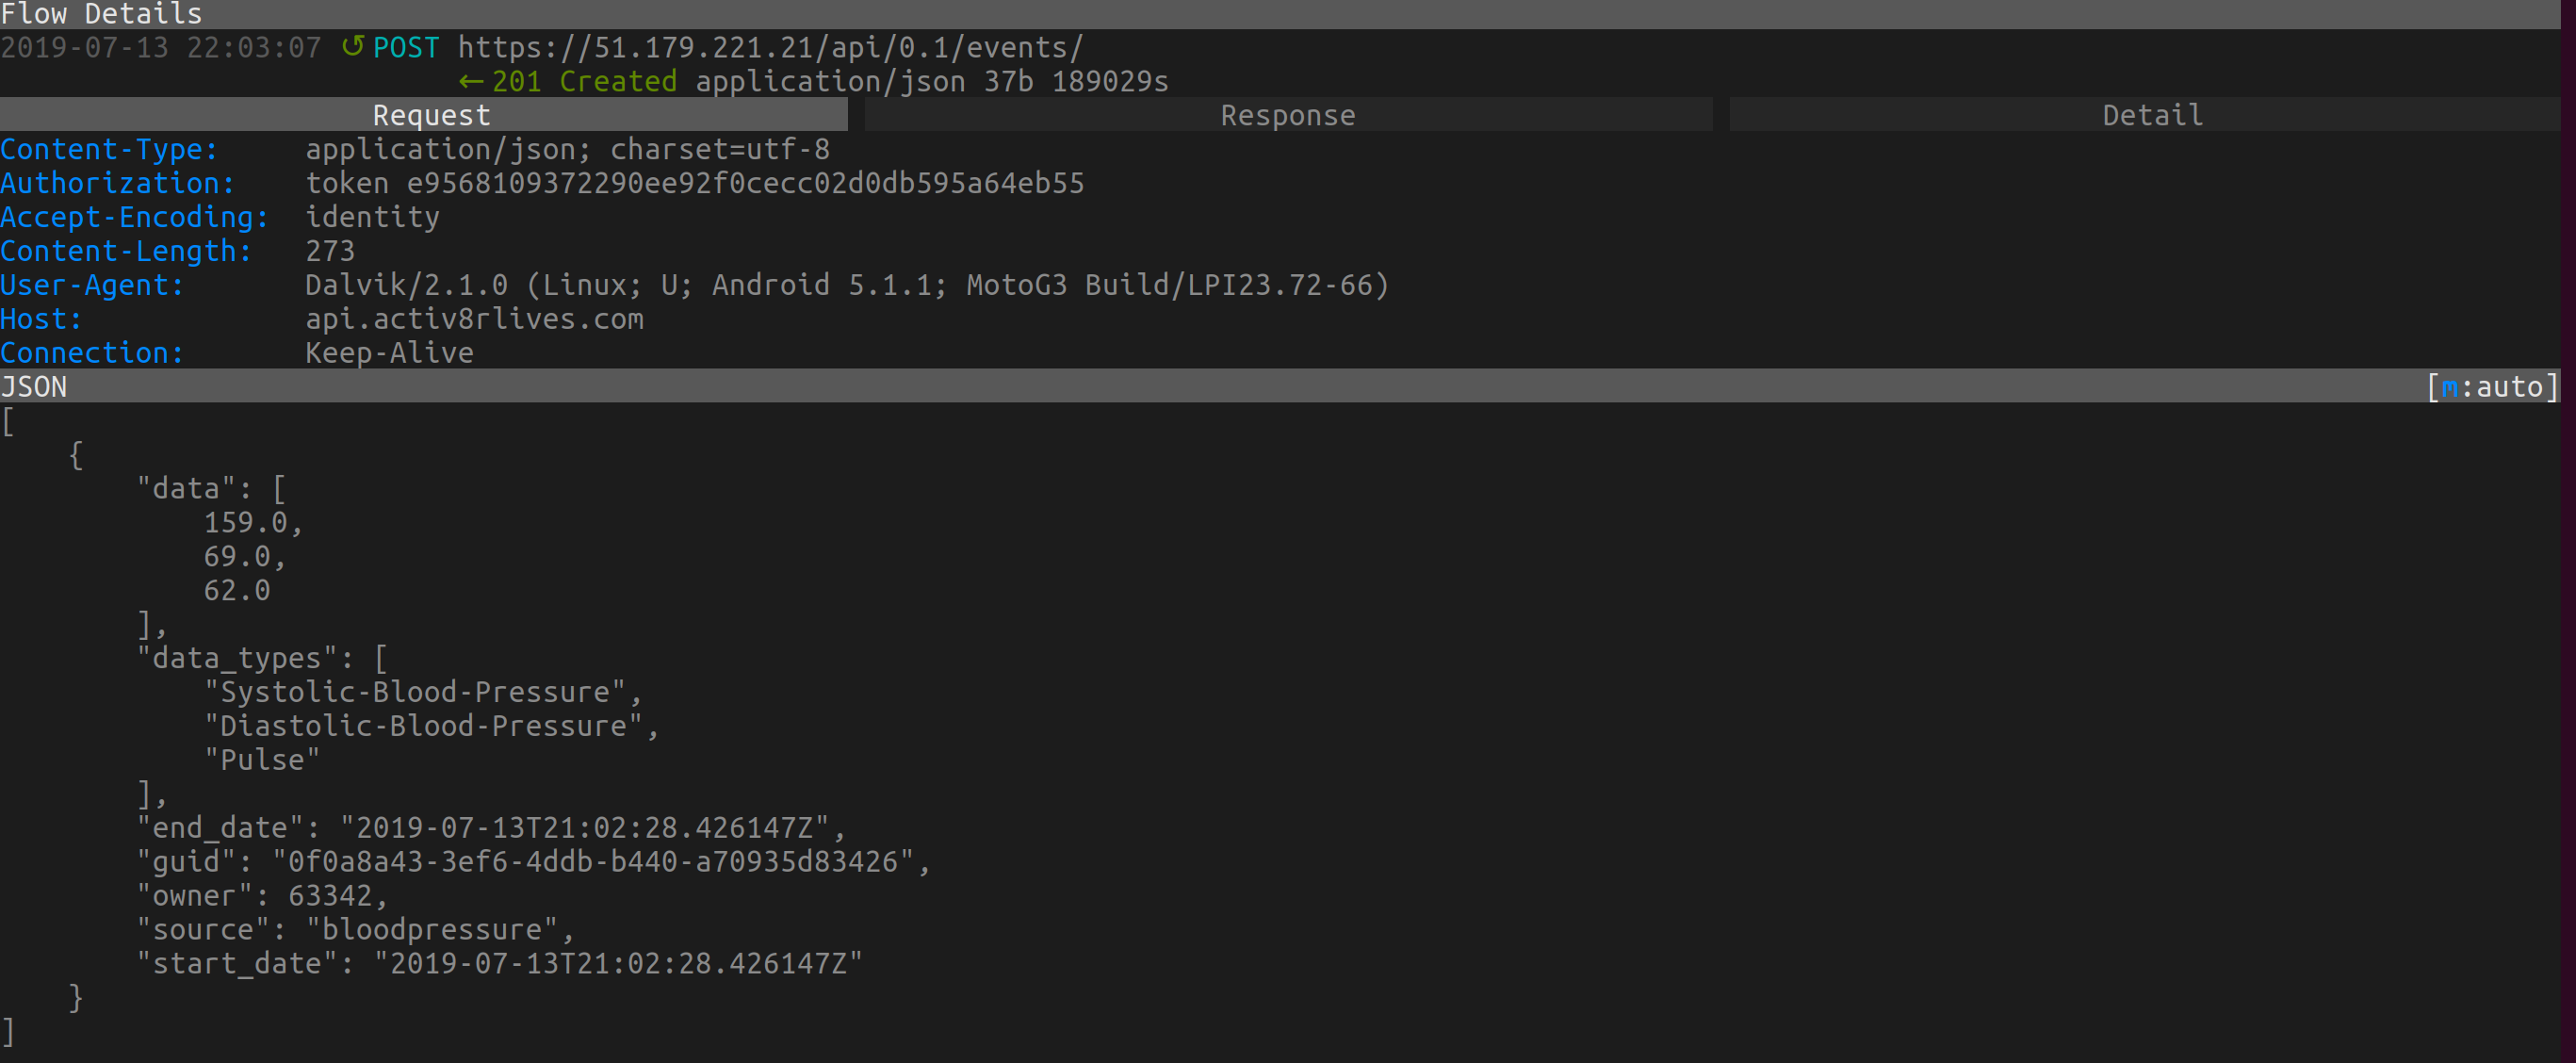 Flow Details
2019-07-13 22:03:07 ↺ POST https://51.179.221.21/api/0.1/events/
← 201 Created application/json 37b 189029s
Request Response Detail
Content-Type: application/json; charset=utf-8
Authorization: token e9568109372290ee92f0cecc02d0db595a64eb55
Accept-Encoding: identity
Content-Length: 273
User-Agent: Dalvik/2.1.0 (Linux; U; Android 5.1.1; MotoG3 Build/LPI23.72-66)
Host: api.activ8rlives.com
Connection: Keep-Alive
JSON [m:auto]
[
    {
        "data": [
            159.0,
            69.0,
            62.0
        ],
        "data_types": [
            "Systolic-Blood-Pressure",
            "Diastolic-Blood-Pressure",
            "Pulse"
        ],
        "end_date": "2019-07-13T21:02:28.426147Z",
        "guid": "0f0a8a43-3ef6-4ddb-b440-a70935d83426",
        "owner": 63342,
        "source": "bloodpressure",
        "start_date": "2019-07-13T21:02:28.426147Z"
    }
]